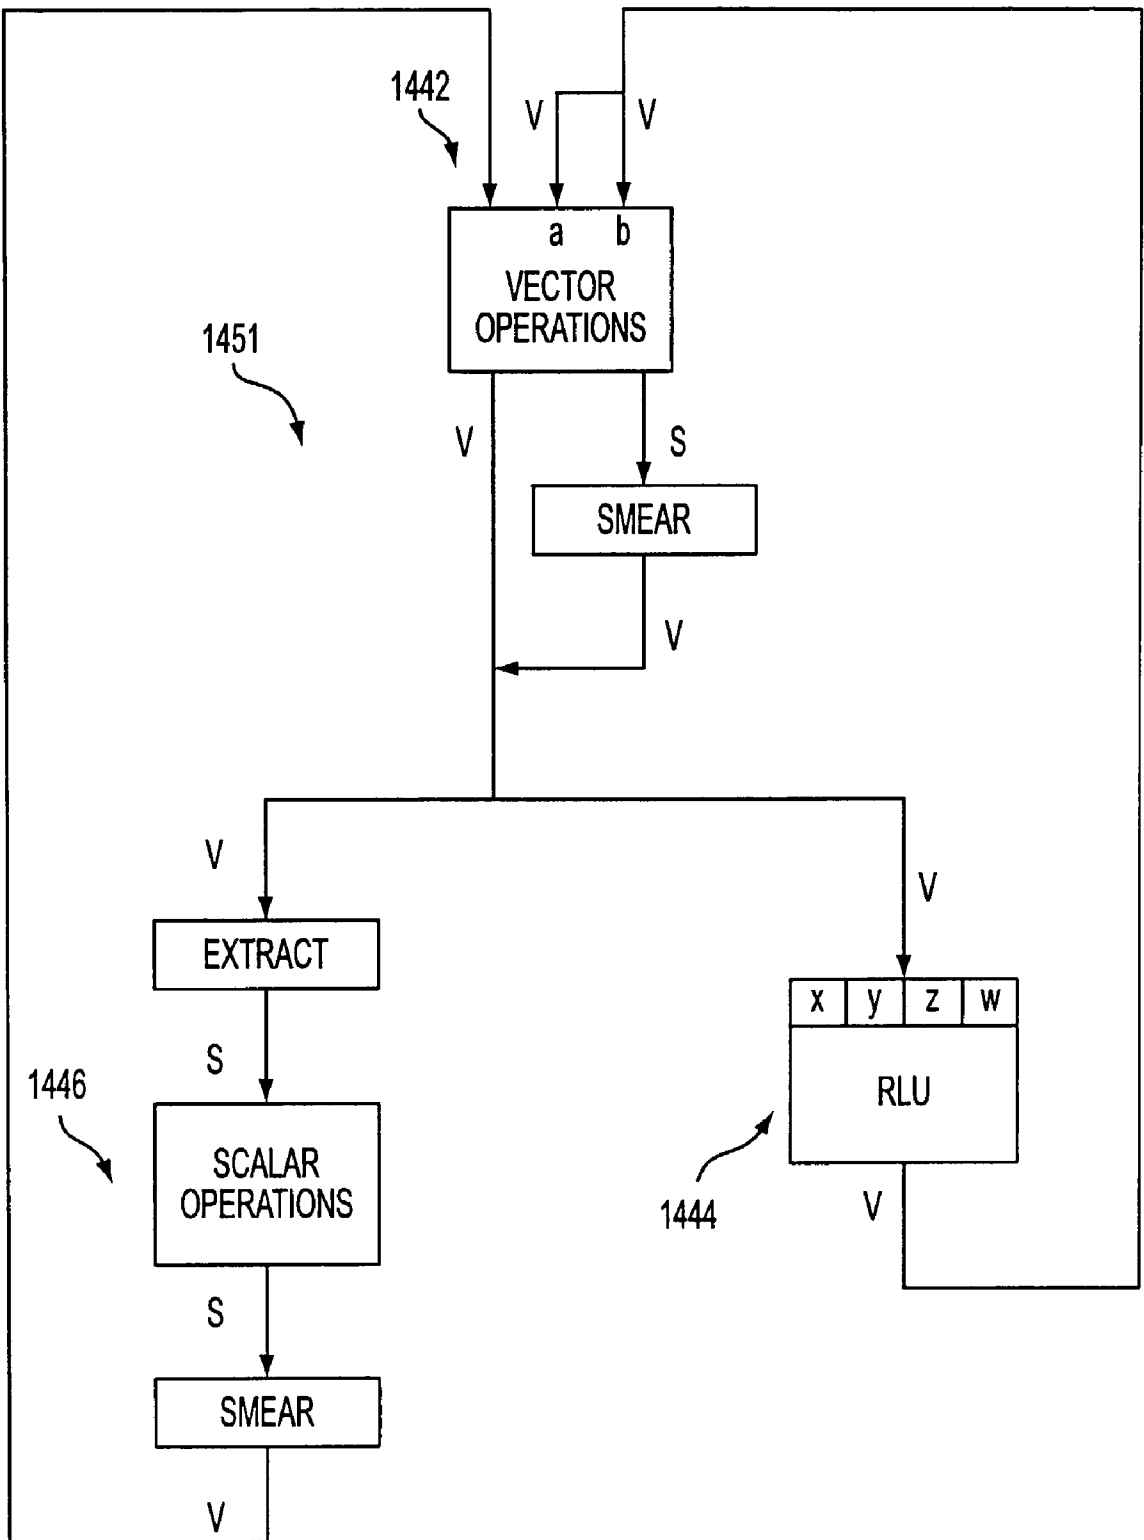 1442
V
V
a
b
VECTOR
OPERATIONS
1451
V
S
SMEAR
V
V
V
EXTRACT
x
y
z
w
S
RLU
1446
SCALAR
OPERATIONS
1444
V
S
SMEAR
V